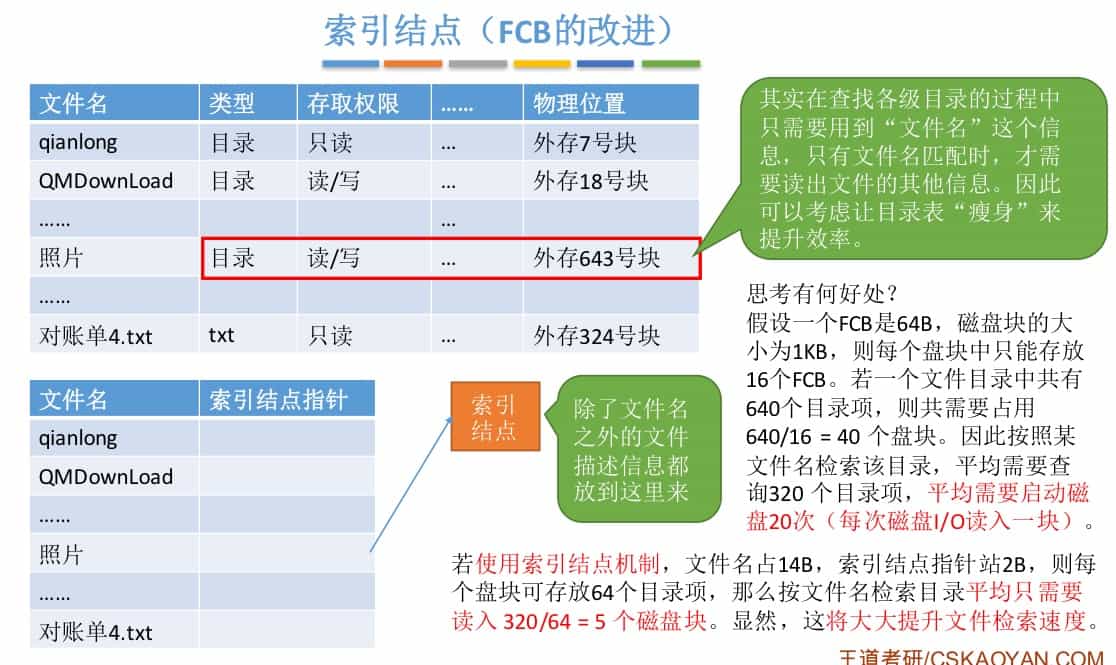 索引结点（FCB的改进）
文件名 类型 存取权限 …… 物理位置
qianlong 目录 只读 … 外存7号块
QMDownLoad 目录 读/写 … 外存18号块
…… …
照片 目录 读/写 … 外存643号块
……
对账单4.txt txt 只读 … 外存324号块
其实在查找各级目录的过程中
只需要用到“文件名”这个信
息，只有文件名匹配时，才需
要读出文件的其他信息。因此
可以考虑让目录表“瘦身”来
提升效率。
思考有何好处？
假设一个FCB是64B，磁盘块的大
小为1KB，则每个盘块中只能存放
16个FCB。若一个文件目录中共有
640个目录项，则共需要占用
640/16 = 40 个盘块。因此按照某
文件名检索该目录，平均需要查
询320 个目录项，平均需要启动磁
盘20次（每次磁盘I/O读入一块）。
文件名 索引结点指针
qianlong
QMDownLoad
……
照片
……
对账单4.txt
索引
结点
除了文件名
之外的文件
描述信息都
放到这里来
若使用索引结点机制，文件名占14B，索引结点指针站2B，则每
个盘块可存放64个目录项，那么按文件名检索目录平均只需要
读入 320/64 = 5 个磁盘块。显然，这将大大提升文件检索速度。
王道考研/CSKAOYAN.COM